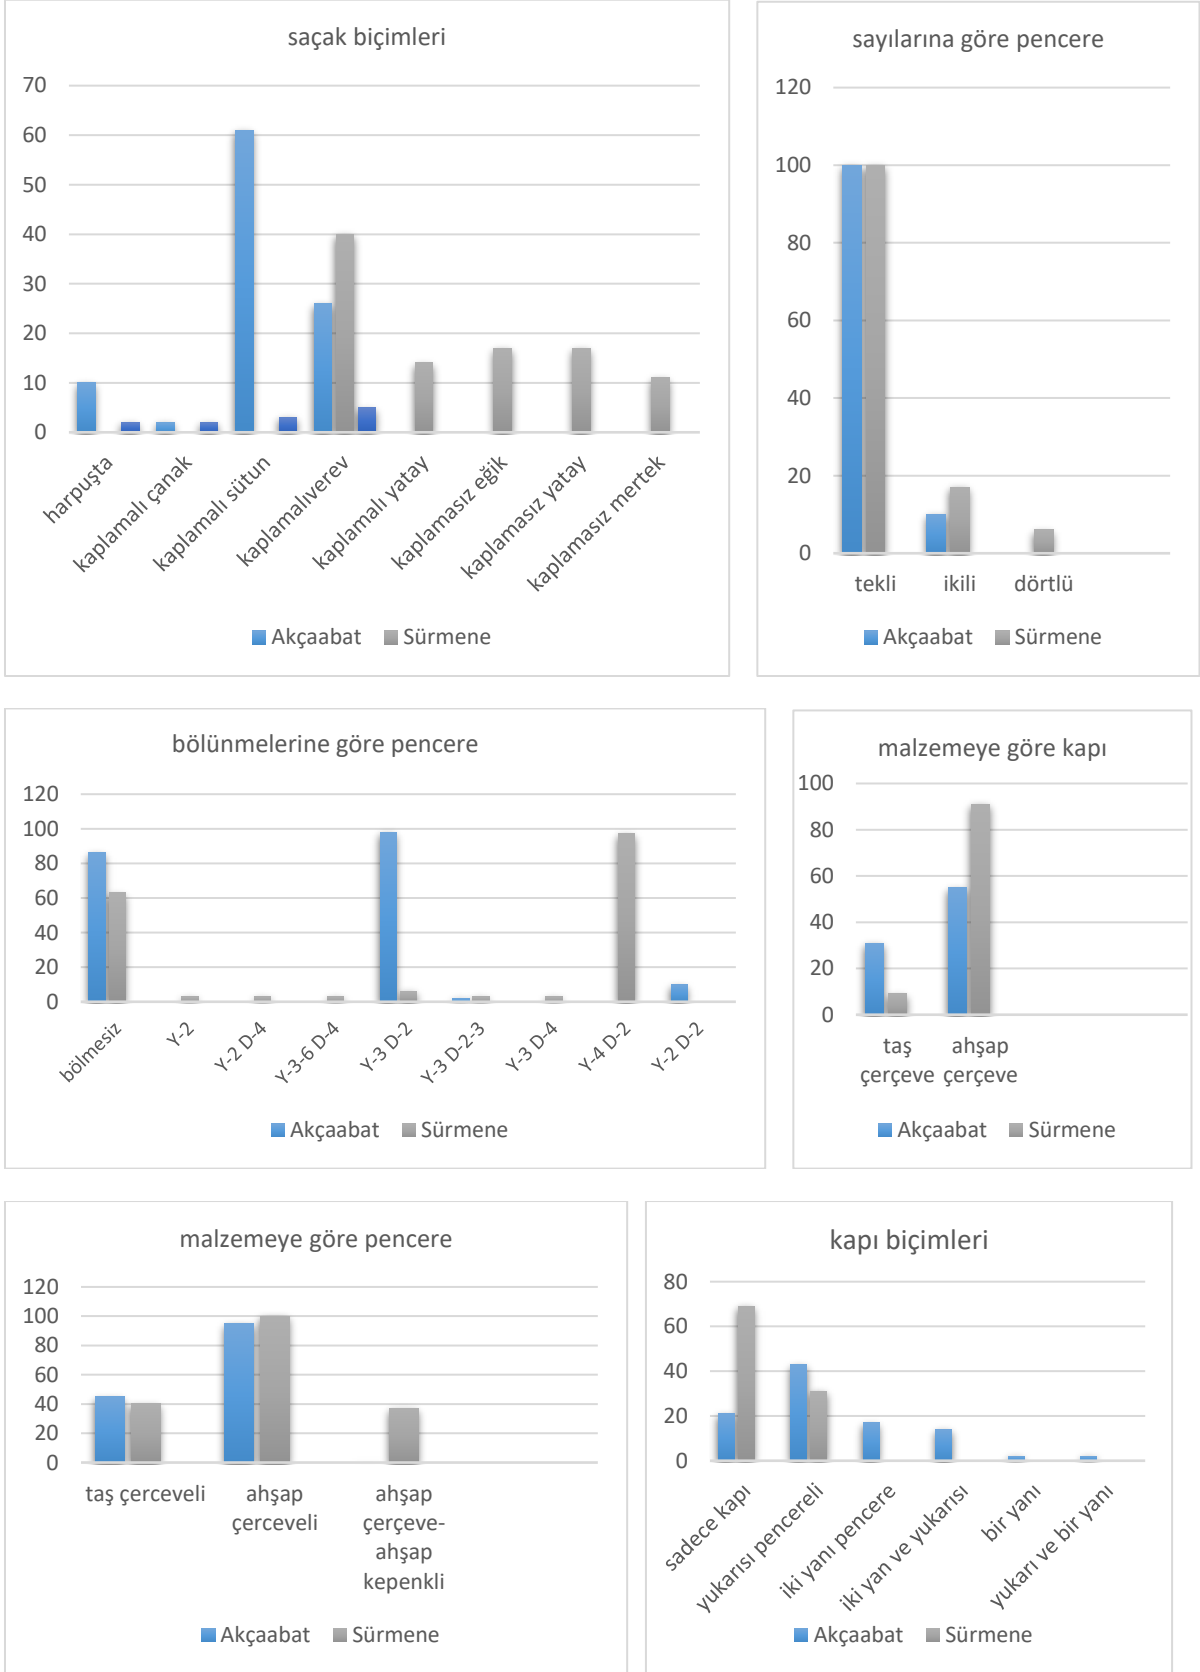 saçak biçimleri
70
60
50
40
30
20
10
0
harpuşta
kaplamalı çanak
kaplamalı sütun
kaplamalıverev
kaplamalı yatay
kaplamasız eğik
kaplamasız yatay
kaplamasız mertek
Akçaabat Sürmene
sayılarına göre pencere
120
100
80
60
40
20
0
tekli ikili dörtlü
Akçaabat Sürmene
bölünmelerine göre pencere
120
100
80
60
40
20
0
bölmesiz
Y-2
Y-2 D-4
Y-3-6 D-4
Y-3 D-2
Y-3 D-2-3
Y-3 D-4
Y-4 D-2
Y-2 D-2
Akçaabat Sürmene
malzemeye göre kapı
100
80
60
40
20
0
taş ahşap
çerçeve çerçeve
Akçaabat Sürmene
malzemeye göre pencere
120
100
80
60
40
20
0
taş çerceveli ahşap ahşap
çerceveli çerçeve-
ahşap
kepenkli
Akçaabat Sürmene
kapı biçimleri
80
60
40
20
0
sadece kapı
yukarısı pencereli
iki yanı pencere
iki yan ve yukarısı
bir yanı
yukarı ve bir yanı
Akçaabat Sürmene